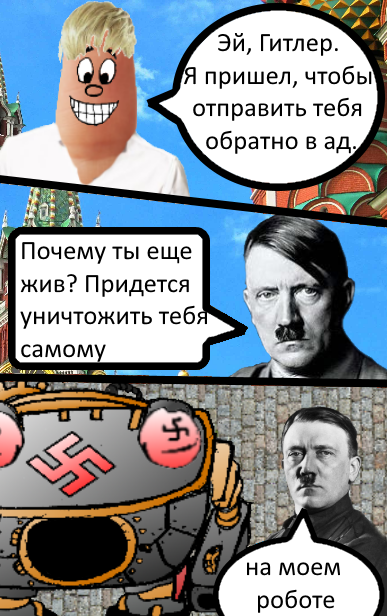 Эй, Гитлер.
Я пришел, чтобы
отправить тебя
обратно в ад.
Почему ты еще
жив? Придется
уничтожить тебя
самому
на моем
роботе